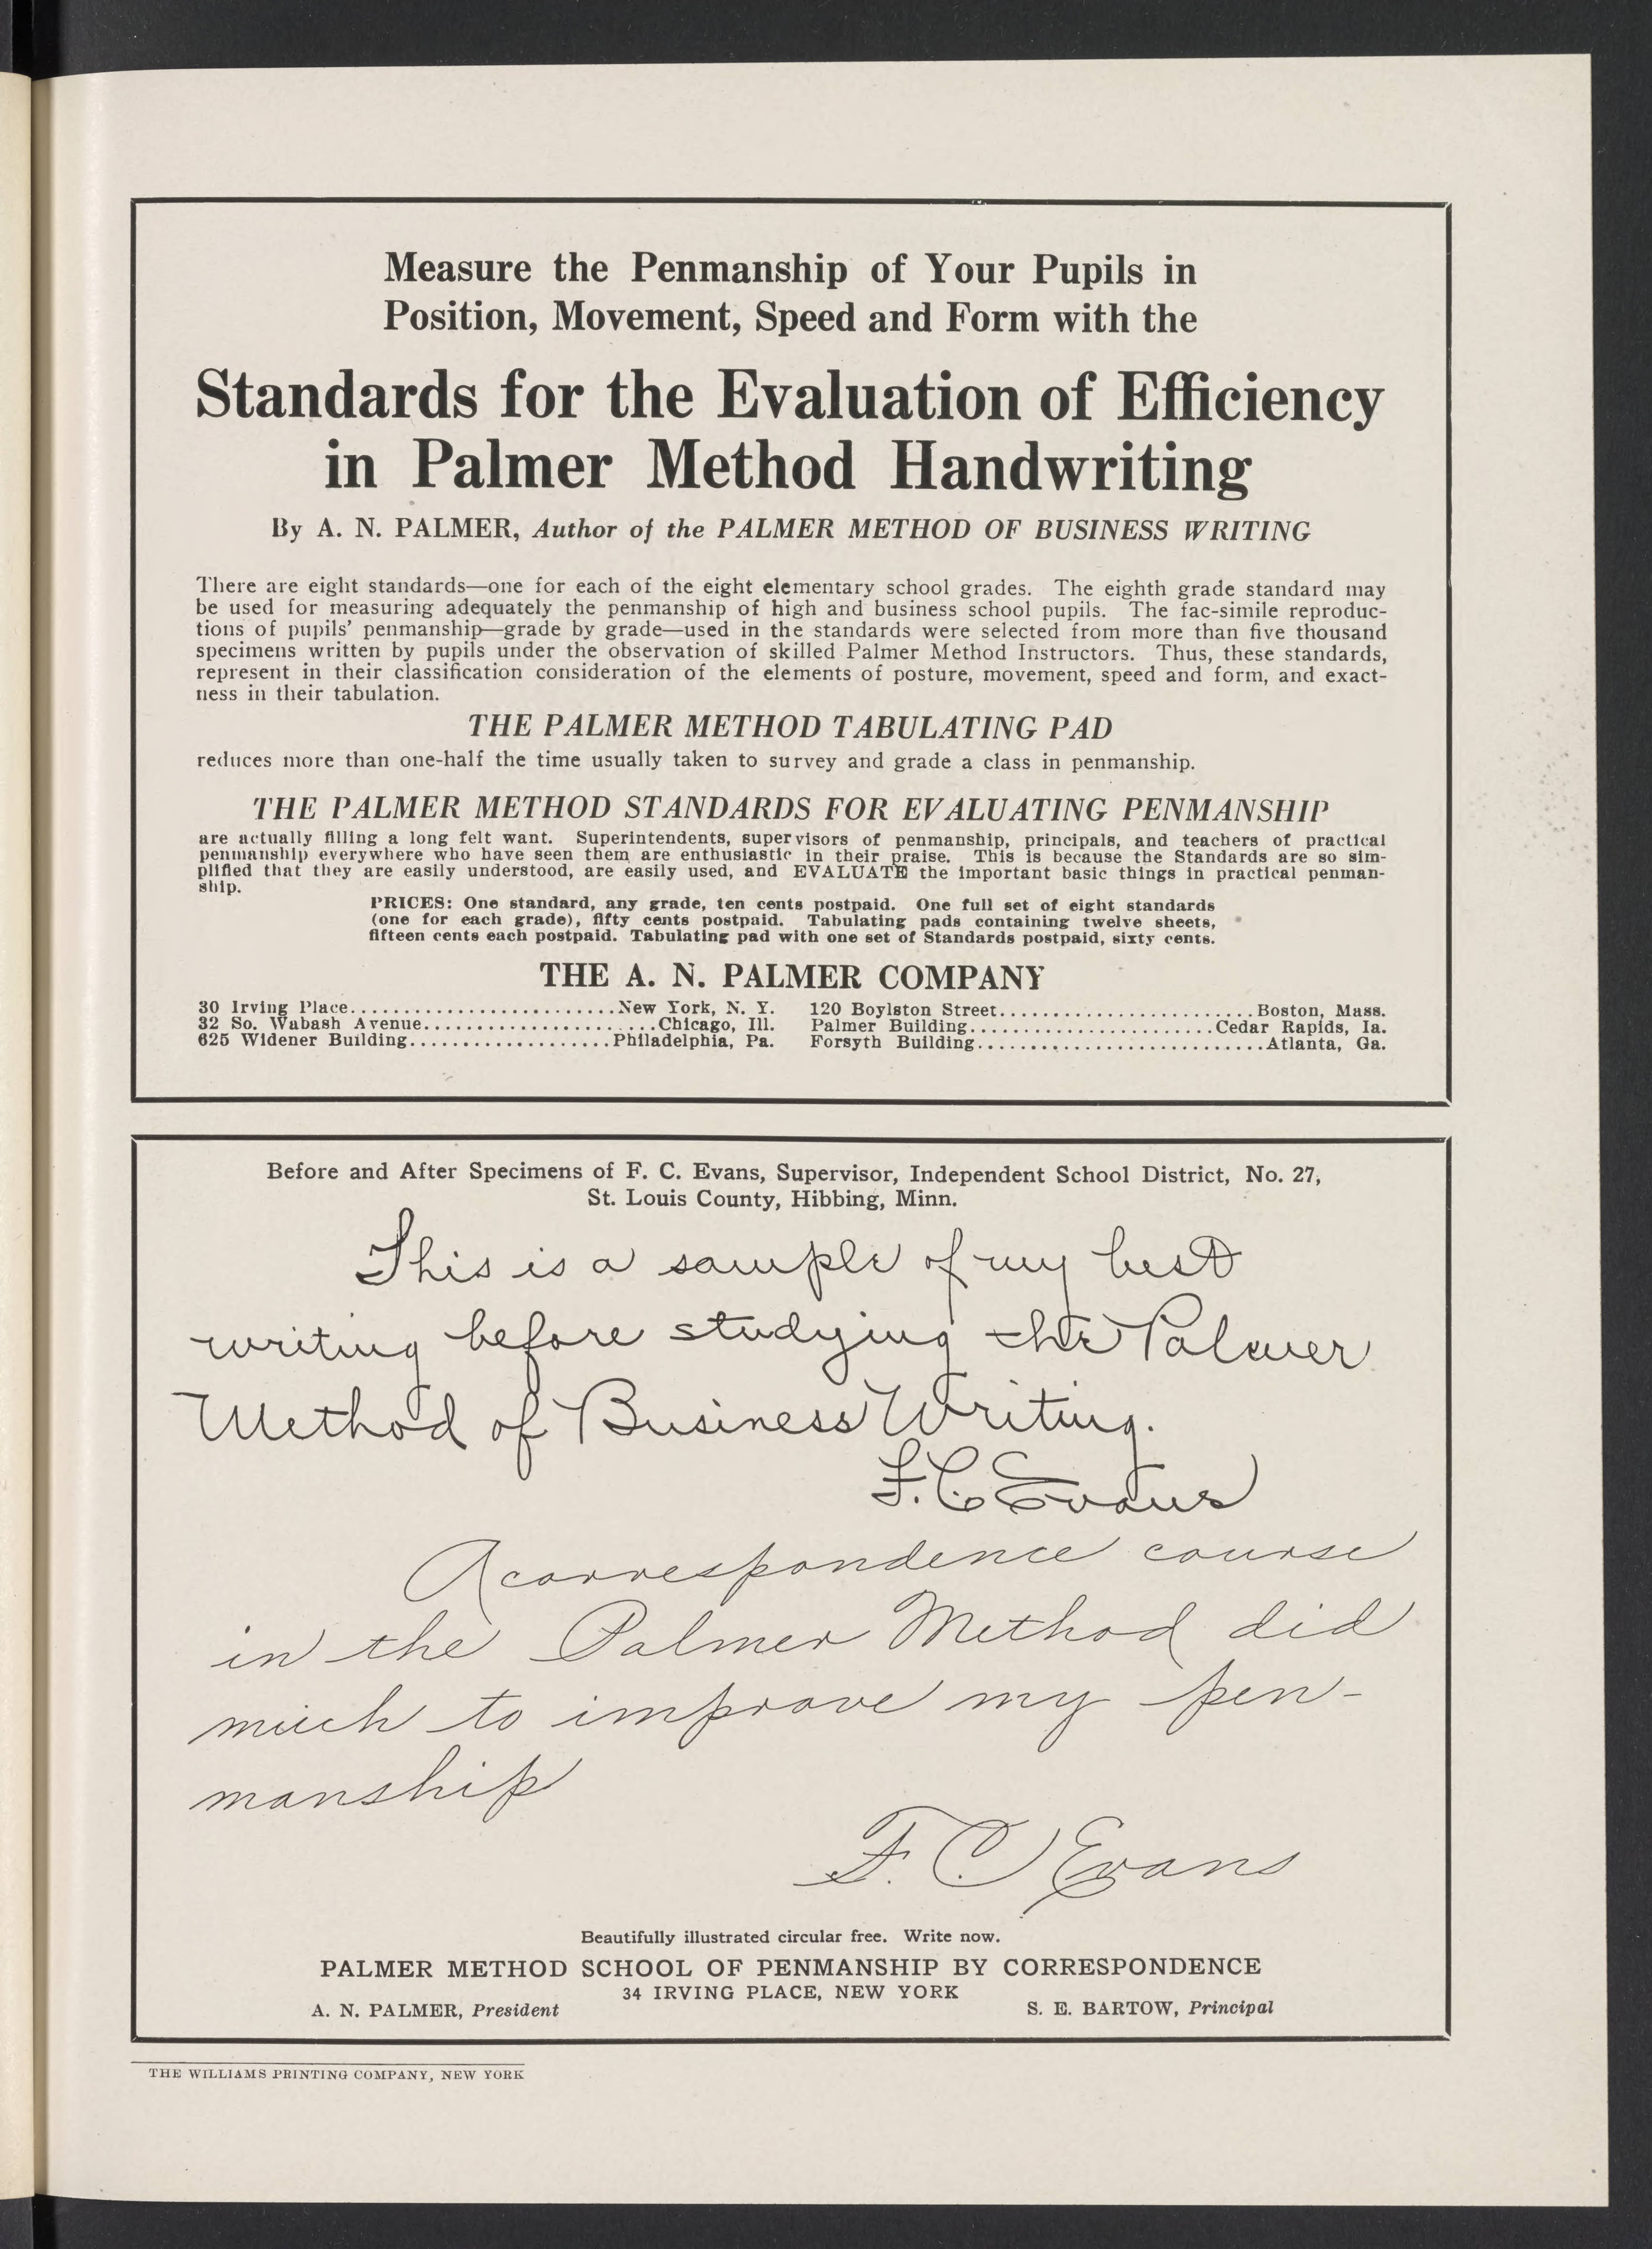 Measure the Penmanship of Your Pupils in
Position, Movement, Speed and Form with the
Standards for the Evaluation of Efficiency
in Palmer Method Handwriting
By A. N. PALMER, Author of the PALMER METHOD OF BUSINESS WRITING
There are eight standards—one for each of the eight elementary school grades. The eighth grade standard may
be used for measuring adequately the penmanship of high and business school pupils. The fac-simile reproduc-
tions of pupils' penmanship—grade by grade—used in the standards were selected from more than five thousand
specimens written by pupils under the observation of skilled Palmer Method Instructors. Thus, these standards,
represent in their classification consideration of the elements of posture, movement, speed and form, and exact-
ness in their tabulation.
THE PALMER METHOD TABULATING PAD
reduces more than one-half the time usually taken to survey and grade a class in penmanship.
THE PALMER METHOD STANDARDS FOR EVALUATING PENMANSHIP
are actually filling a long felt want. Superintendents, supervisors of penmanship, principals, and teachers of practical
penmanship everywhere who have seen them are enthusiastic in their praise. This is because the Standards are so sim-
plified that they are easily understood, are easily used, and EVALUATE the important basic things in practical penman-
ship.
PRICES: One standard, any grade, ten cents postpaid. One full set of eight standards
(one for each grade), fifty cents postpaid. Tabulating pads containing twelve sheets,
fifteen cents each postpaid. Tabulating pad with one set of Standards postpaid, sixty cents.
THE A. N. PALMER COMPANY
30 Irving Place........................New York, N. Y. 120 Boylston Street.......................Boston, Mass.
32 So. Wabash Avenue.....................Chicago, Ill. Palmer Building.....................Cedar Rapids, Ia.
625 Widener Building..................Philadelphia, Pa. Forsyth Building..........................Atlanta, Ga.
Before and After Specimens of F. C. Evans, Supervisor, Independent School District, No. 27,
St. Louis County, Hibbing, Minn.
This is a sample of my best
writing before studying the Palmer
Method of Business Writing.
F. C. Evans
A correspondence course
in the Palmer Method did
much to improve my pen-
manship
F. C. Evans
Beautifully illustrated circular free. Write now.
PALMER METHOD SCHOOL OF PENMANSHIP BY CORRESPONDENCE
34 IRVING PLACE, NEW YORK
A. N. PALMER, President S. E. BARTOW, Principal
THE WILLIAMS PRINTING COMPANY, NEW YORK